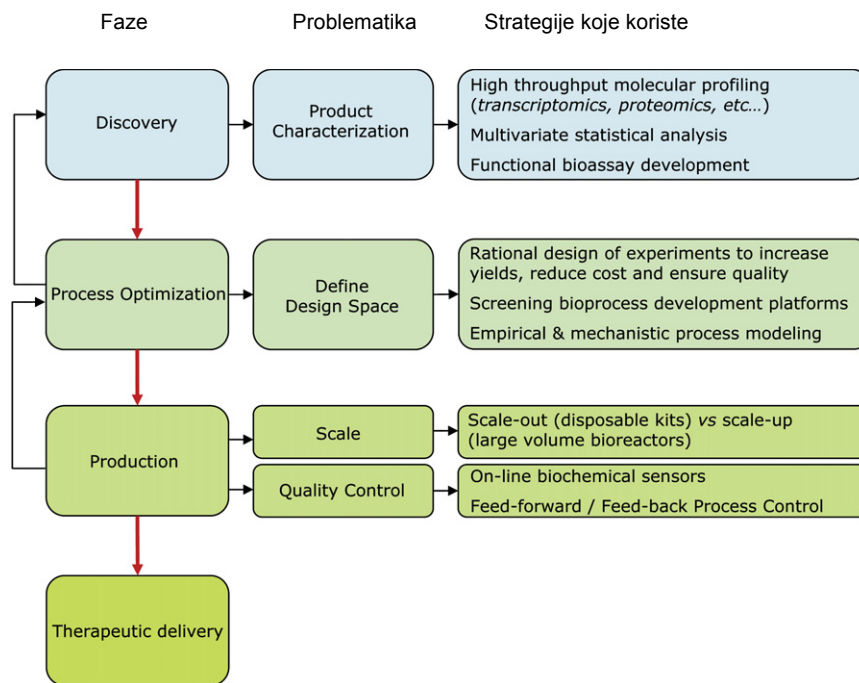 Faze
Problematika
Strategije koje koriste
Discovery
Product
Characterization
High throughput molecular profiling
(transcriptomics, proteomics, etc…)
Multivariate statistical analysis
Functional bioassay development
Process Optimization
Define
Design Space
Rational design of experiments to increase
yields, reduce cost and ensure quality
Screening bioprocess development platforms
Empirical & mechanistic process modeling
Production
Scale
Scale-out (disposable kits) vs scale-up
(large volume bioreactors)
Quality Control
On-line biochemical sensors
Feed-forward / Feed-back Process Control
Therapeutic delivery